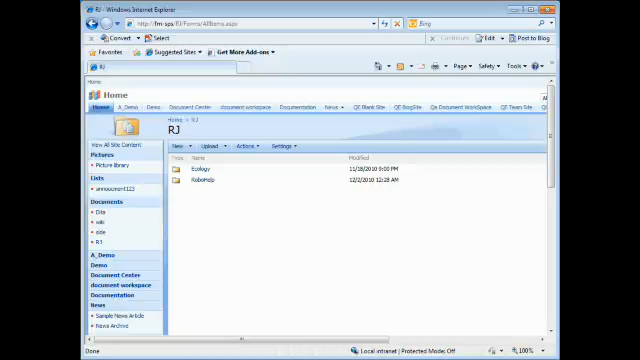 RJ - Windows Internet Explorer
http://fm-sps/RJ/Forms/AllItems.aspx
Bing
Convert Select
Contribute Edit Post to Blog
Favorites Suggested Sites Get More Add-ons
RJ
Page Safety Tools
Home
Home
Home A_Demo Demo Document Center document workspace Documentation News QE Blank Site QE BlogSite Qe Document WorkSpace QE Team Site
Home > RJ
RJ
View All Site Content
New Upload Actions Settings
Pictures
Type Name Modified
Picture library
Ecology 11/18/2010 9:00 PM
Lists
RoboHelp 12/2/2010 12:28 AM
annoucment123
Documents
Dita
wiki
side
RJ
A_Demo
Demo
Document Center
document workspace
Documentation
News
Sample News Article
News Archive
Done
Local intranet | Protected Mode: Off
100%